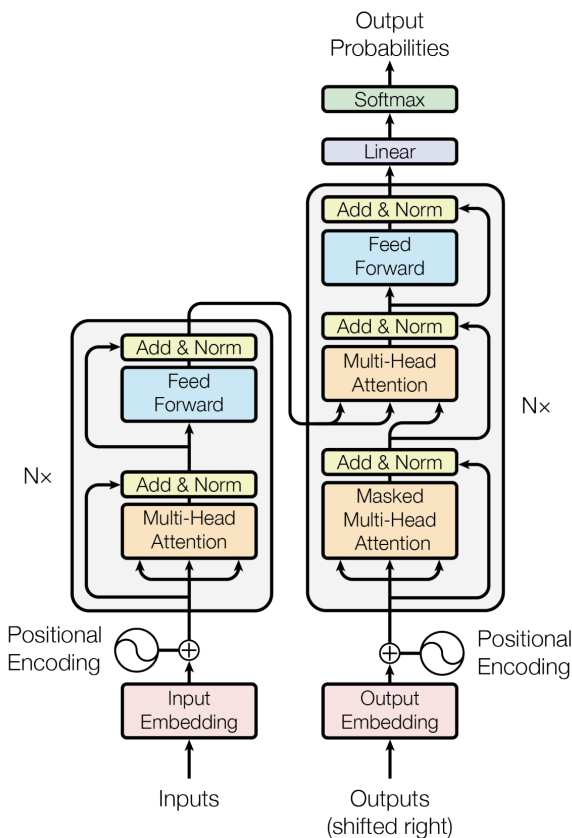 Output
Probabilities
Softmax
Linear
Add & Norm
Feed
Forward
Add & Norm
Multi-Head
Attention
Add & Norm
Masked
Multi-Head
Attention
N×
Add & Norm
Feed
Forward
Add & Norm
Multi-Head
Attention
N×
Positional
Encoding
Positional
Encoding
Input
Embedding
Output
Embedding
Inputs
Outputs
(shifted right)